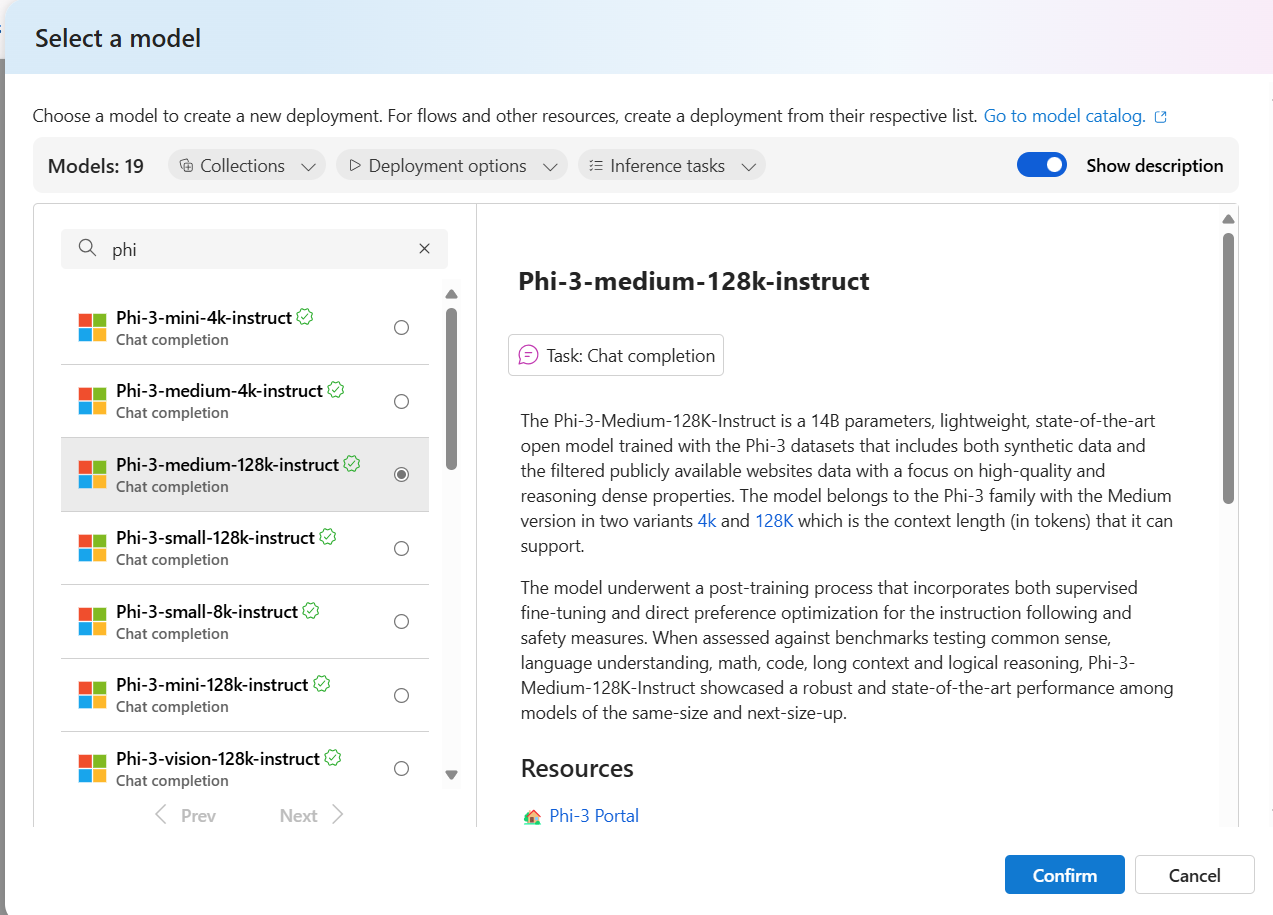 Select a model
Choose a model to create a new deployment. For flows and other resources, create a deployment from their respective list. Go to model catalog.
Models: 19
Collections
Deployment options
Inference tasks
Show description
phi
Phi-3-mini-4k-instruct
Chat completion
Phi-3-medium-4k-instruct
Chat completion
Phi-3-medium-128k-instruct
Chat completion
Phi-3-small-128k-instruct
Chat completion
Phi-3-small-8k-instruct
Chat completion
Phi-3-mini-128k-instruct
Chat completion
Phi-3-vision-128k-instruct
Chat completion
Prev
Next
Phi-3-medium-128k-instruct
Task: Chat completion
The Phi-3-Medium-128K-Instruct is a 14B parameters, lightweight, state-of-the-art
open model trained with the Phi-3 datasets that includes both synthetic data and
the filtered publicly available websites data with a focus on high-quality and
reasoning dense properties. The model belongs to the Phi-3 family with the Medium
version in two variants 4k and 128K which is the context length (in tokens) that it can
support.
The model underwent a post-training process that incorporates both supervised
fine-tuning and direct preference optimization for the instruction following and
safety measures. When assessed against benchmarks testing common sense,
language understanding, math, code, long context and logical reasoning, Phi-3-
Medium-128K-Instruct showcased a robust and state-of-the-art performance among
models of the same-size and next-size-up.
Resources
Phi-3 Portal
Confirm
Cancel